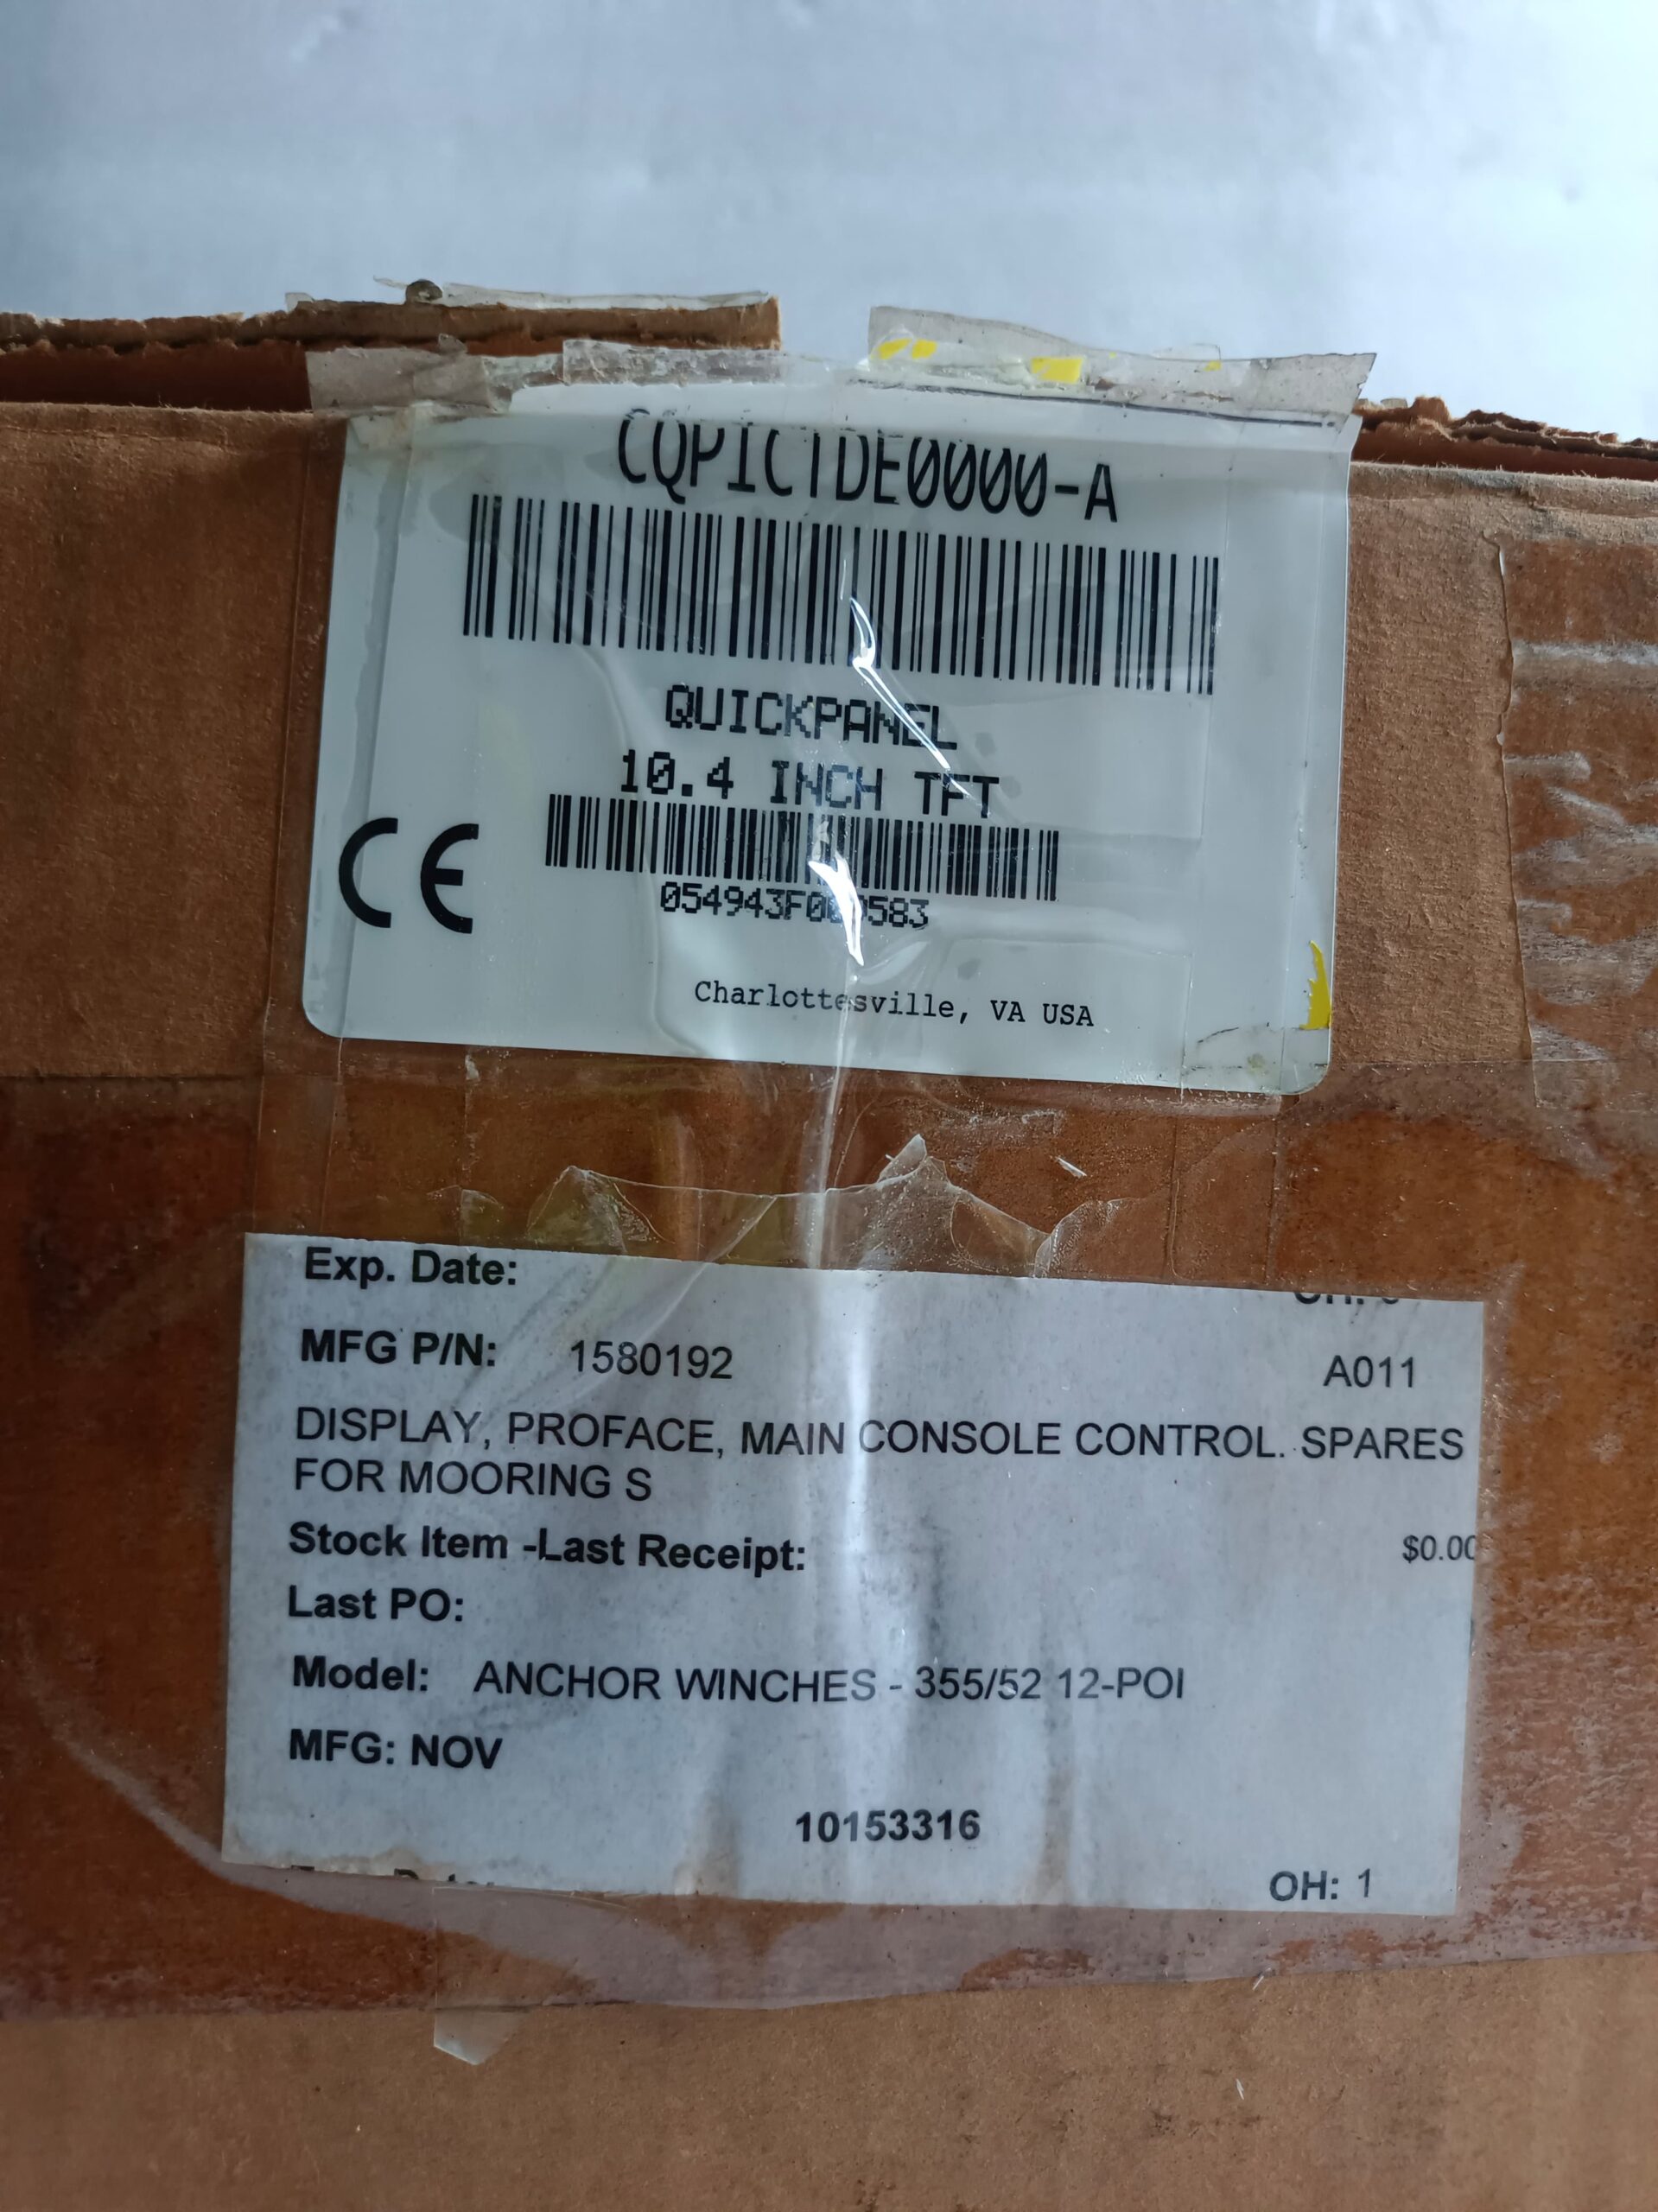 CQPICTDE0000-A
QUICKPANEL
10.4 INCH TFT
CE
Charlottesville, VA USA
Exp. Date:
MFG P/N: 1580192 A011
DISPLAY, PROFACE, MAIN CONSOLE CONTROL. SPARES
FOR MOORING S
Stock Item -Last Receipt: $0.00
Last PO:
Model: ANCHOR WINCHES - 355/52 12-POI
MFG: NOV
10153316
OH: 1